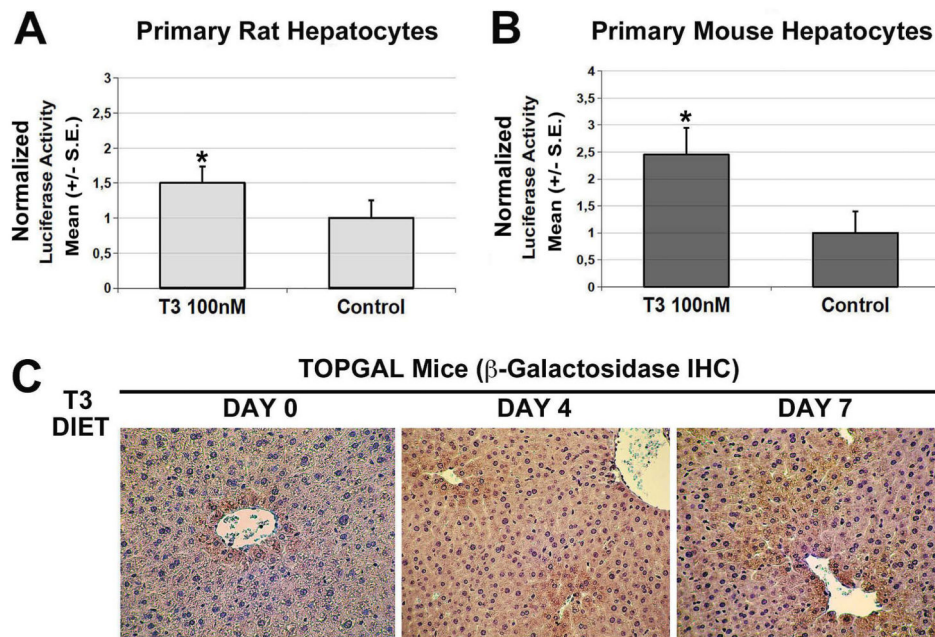 A
Primary Rat Hepatocytes
Normalized
Luciferase Activity
Mean (+/- S.E.)
3
2,5
2
1,5
1
0,5
0
*
T3 100nM
Control
B
Primary Mouse Hepatocytes
Normalized
Luciferase Activity
Mean (+/- S.E.)
4
3,5
3
2,5
2
1,5
1
0,5
0
*
T3 100nM
Control
C
TOPGAL Mice (β-Galactosidase IHC)
T3
DIET
DAY 0
DAY 4
DAY 7